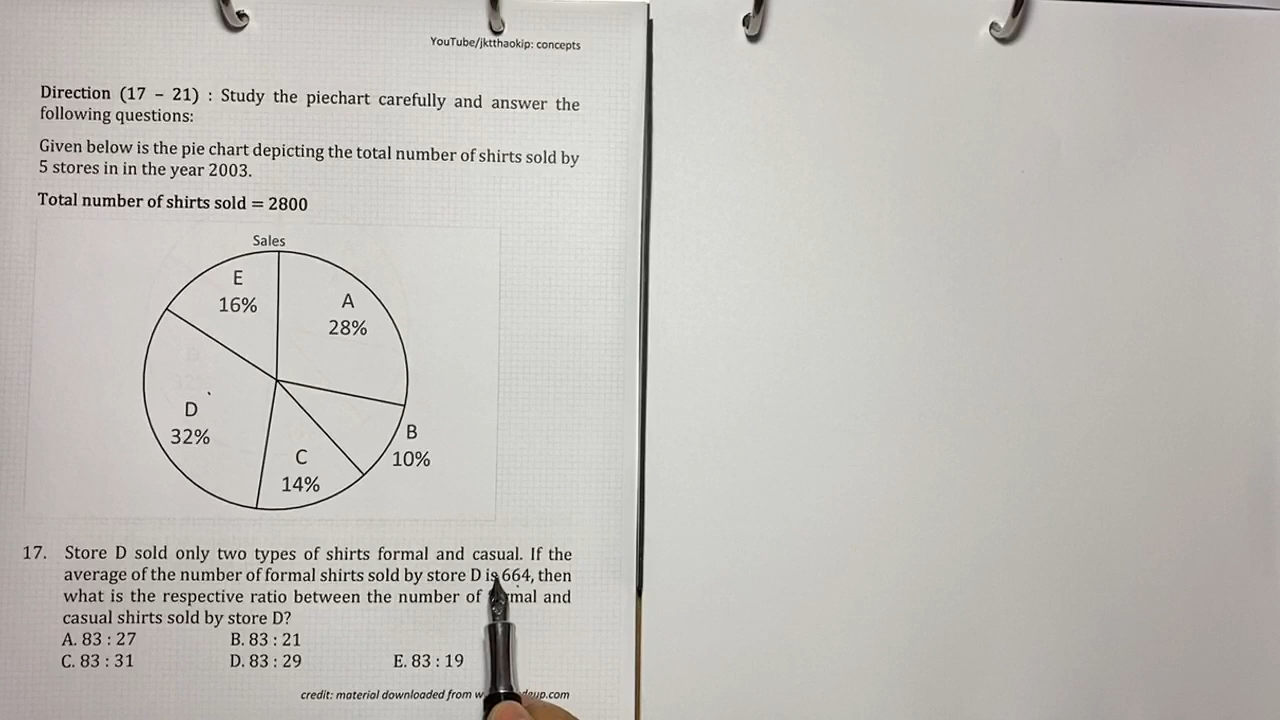 YouTube/jktthaokip: concepts
Direction (17 – 21) : Study the piechart carefully and answer the
following questions:
Given below is the pie chart depicting the total number of shirts sold by
5 stores in in the year 2003.
Total number of shirts sold = 2800
Sales
E
16%
A
28%
D
32%
B
10%
C
14%
17. Store D sold only two types of shirts formal and casual. If the
average of the number of formal shirts sold by store D is 664, then
what is the respective ratio between the number of and
casual shirts sold by store D?
A. 83 : 27 B. 83 : 21
C. 83 : 31 D. 83 : 29 E. 83 : 19
credit: material downloaded from